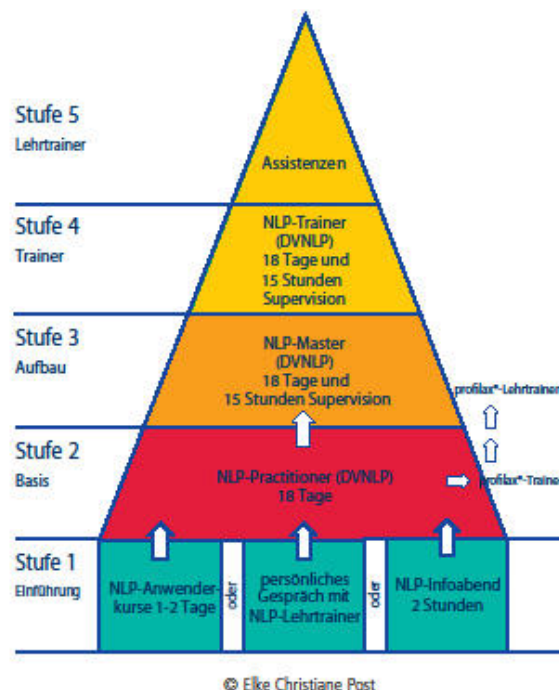 Stufe 5
Lehrtrainer
Assistenzen
Stufe 4
Trainer
NLP-Trainer
(DVNLP)
18 Tage und
15 Stunden
Supervision
Stufe 3
Aufbau
NLP-Master
(DVNLP)
18 Tage und
15 Stunden Supervision
profilax®-Lehrtrainer
Stufe 2
Basis
NLP-Practitioner (DVNLP)
18 Tage
profilax®-Trainer
Stufe 1
Einführung
NLP-Anwender-
kurse 1-2 Tage
oder
persönliches
Gespräch mit
NLP-Lehrtrainer
oder
NLP-Infoabend
2 Stunden
© Elke Christiane Post